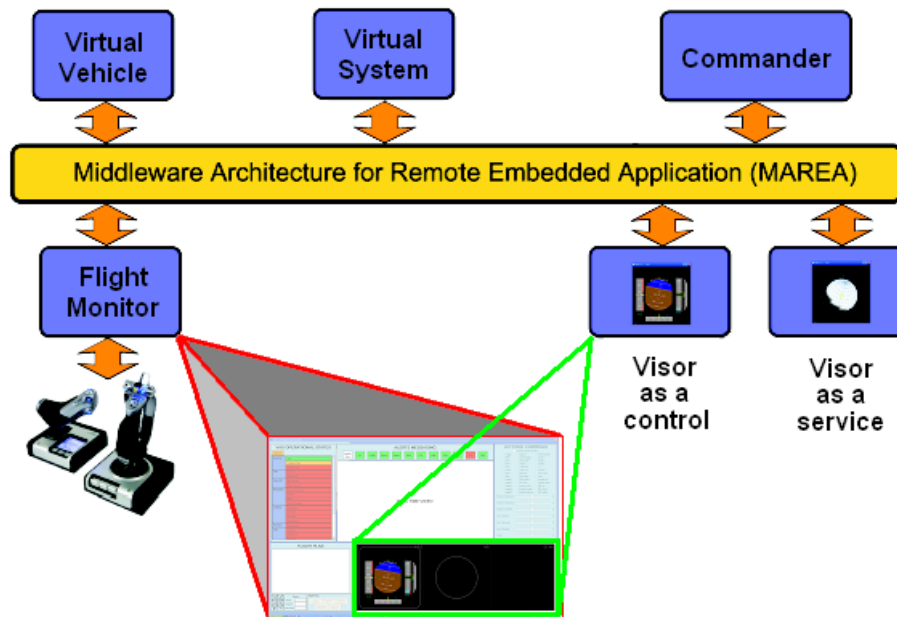 Virtual
Vehicle
Virtual
System
Commander
Middleware Architecture for Remote Embedded Application (MAREA)
Flight
Monitor
Visor
as a
control
Visor
as a
service